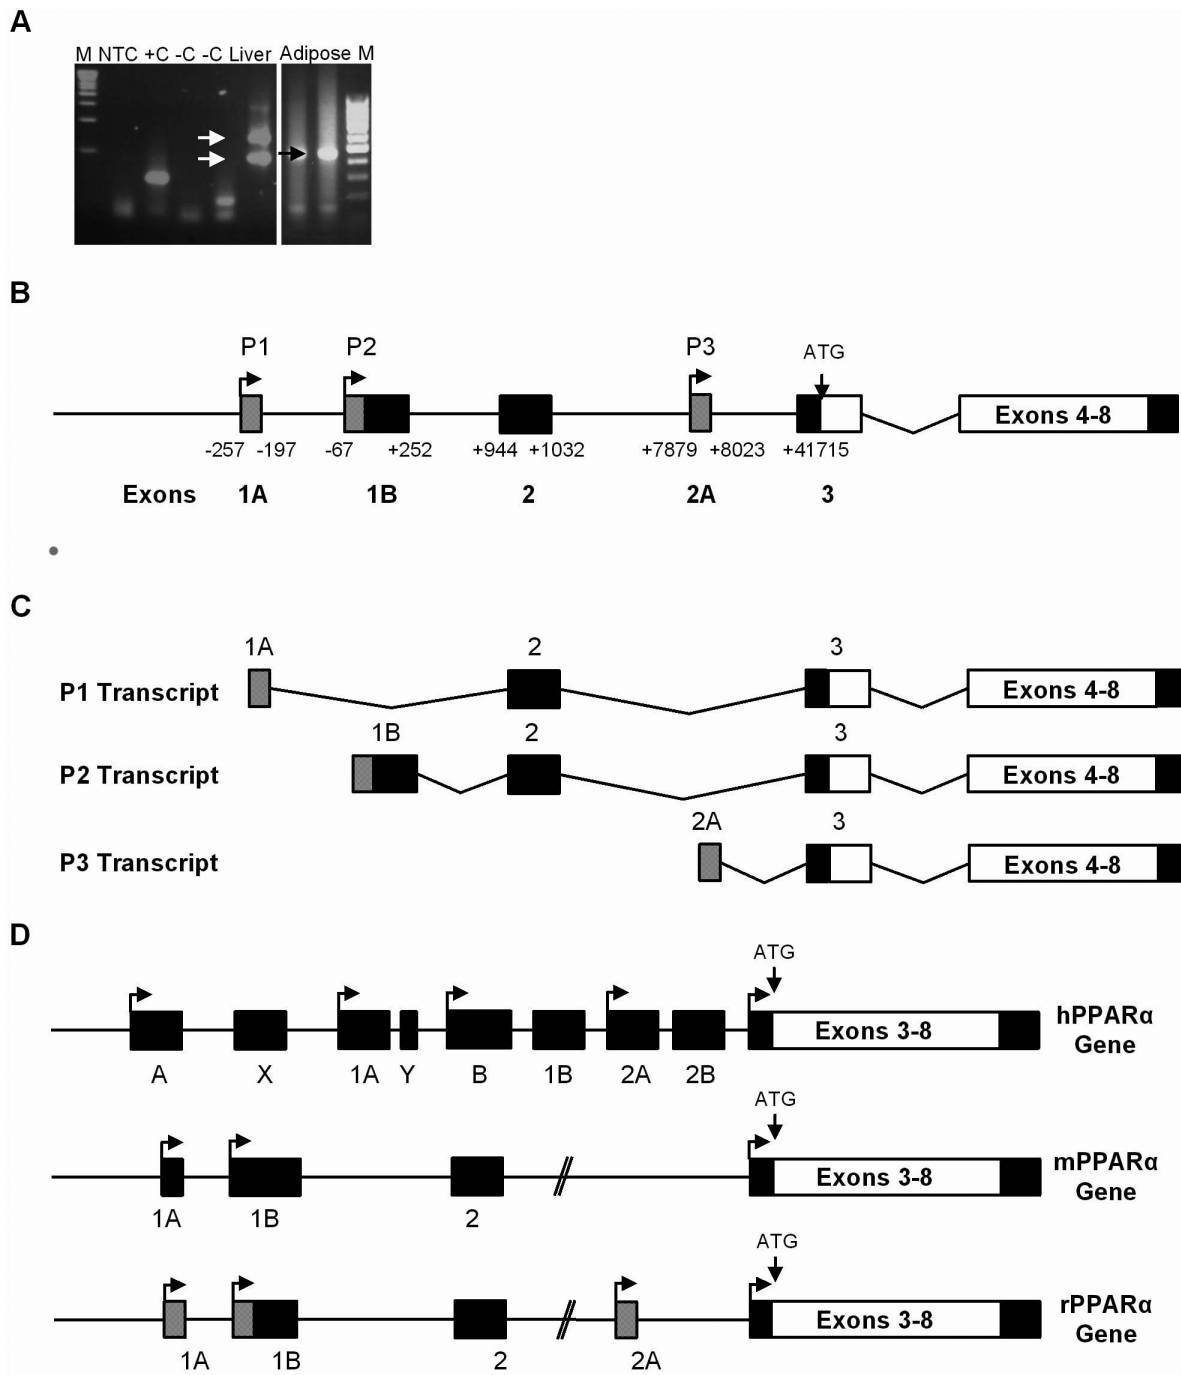 A
M NTC +C -C -C Liver Adipose M
B
P1 P2 P3 ATG
Exons 4-8
-257 -197 -67 +252 +944 +1032 +7879 +8023 +41715
Exons 1A 1B 2 2A 3
C
1A 2 3
P1 Transcript Exons 4-8
1B 2 3
P2 Transcript Exons 4-8
2A 3
P3 Transcript Exons 4-8
D
ATG
Exons 3-8 hPPARα
Gene
A X 1A Y B 1B 2A 2B
ATG
Exons 3-8 mPPARα
Gene
1A 1B 2
ATG
Exons 3-8 rPPARα
Gene
1A 1B 2 2A